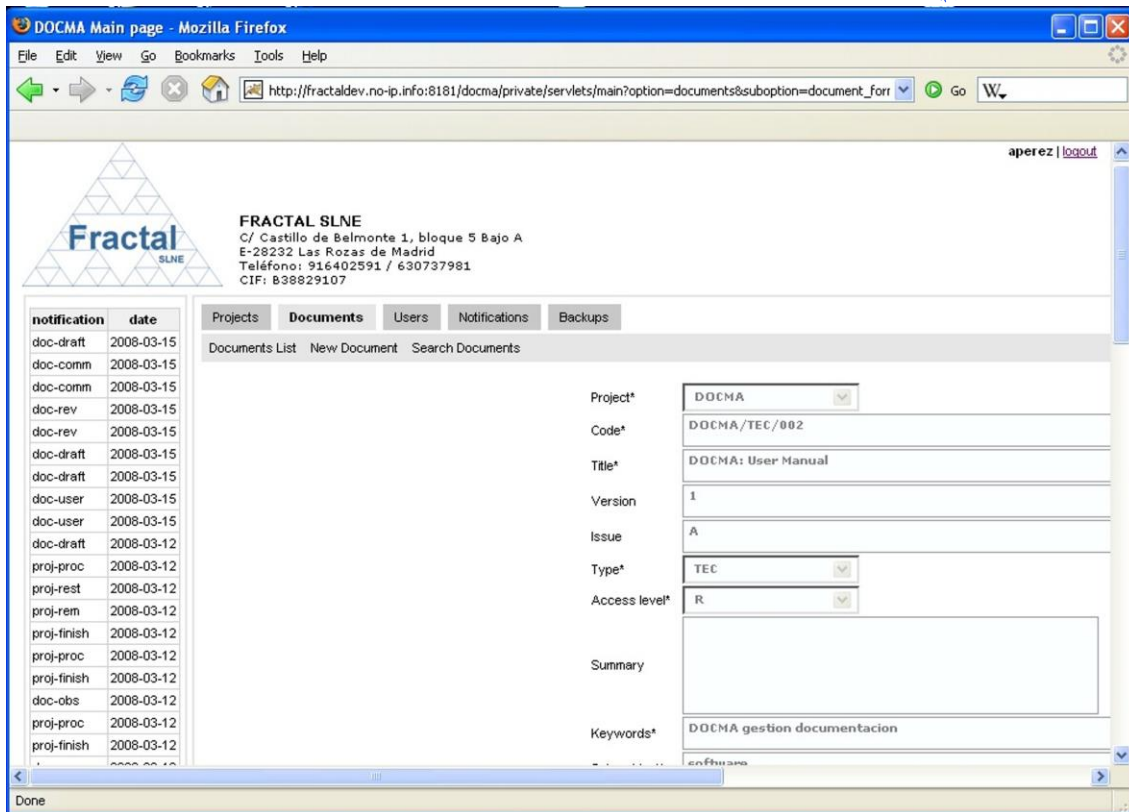 DOCMA Main page - Mozilla Firefox
File Edit View Go Bookmarks Tools Help
http://fractaldev.no-ip.info:8181/docma/private/servlets/main?option=documents&suboption=document_forr Go W
aperez | logout
Fractal
SLNE
FRACTAL SLNE
C/ Castillo de Belmonte 1, bloque 5 Bajo A
E-28232 Las Rozas de Madrid
Teléfono: 916402591 / 630737981
CIF: B38829107
notification date
doc-draft 2008-03-15
doc-comm 2008-03-15
doc-comm 2008-03-15
doc-rev 2008-03-15
doc-rev 2008-03-15
doc-draft 2008-03-15
doc-draft 2008-03-15
doc-user 2008-03-15
doc-user 2008-03-15
doc-draft 2008-03-12
proj-proc 2008-03-12
proj-rest 2008-03-12
proj-rem 2008-03-12
proj-finish 2008-03-12
proj-proc 2008-03-12
proj-finish 2008-03-12
doc-obs 2008-03-12
proj-proc 2008-03-12
proj-finish 2008-03-12
Projects Documents Users Notifications Backups
Documents List New Document Search Documents
Project* DOCMA
Code* DOCMA/TEC/002
Title* DOCMA: User Manual
Version 1
Issue A
Type* TEC
Access level* R
Summary
Keywords* DOCMA gestion documentacion
software
Done